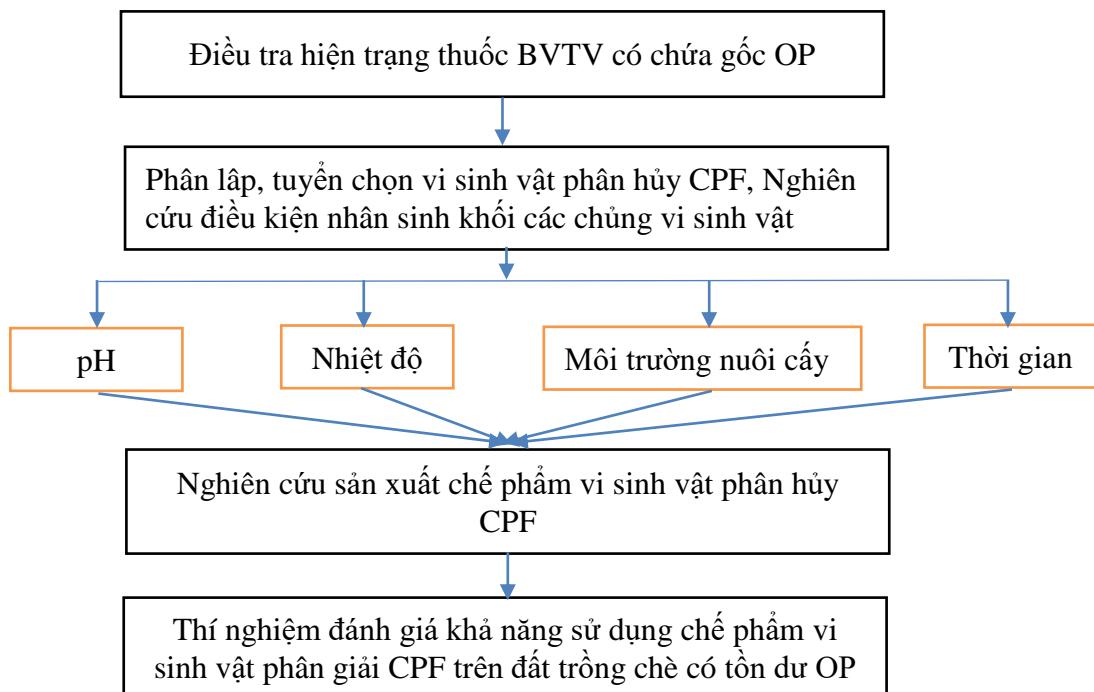 Điều tra hiện trạng thuốc BVTV có chứa gốc OP
Phân lâp, tuyển chọn vi sinh vật phân hủy CPF, Nghiên
cứu điều kiện nhân sinh khối các chủng vi sinh vật
pH
Nhiệt độ
Môi trường nuôi cấy
Thời gian
Nghiên cứu sản xuất chế phẩm vi sinh vật phân hủy
CPF
Thí nghiệm đánh giá khả năng sử dụng chế phẩm vi
sinh vật phân giải CPF trên đất trồng chè có tồn dư OP